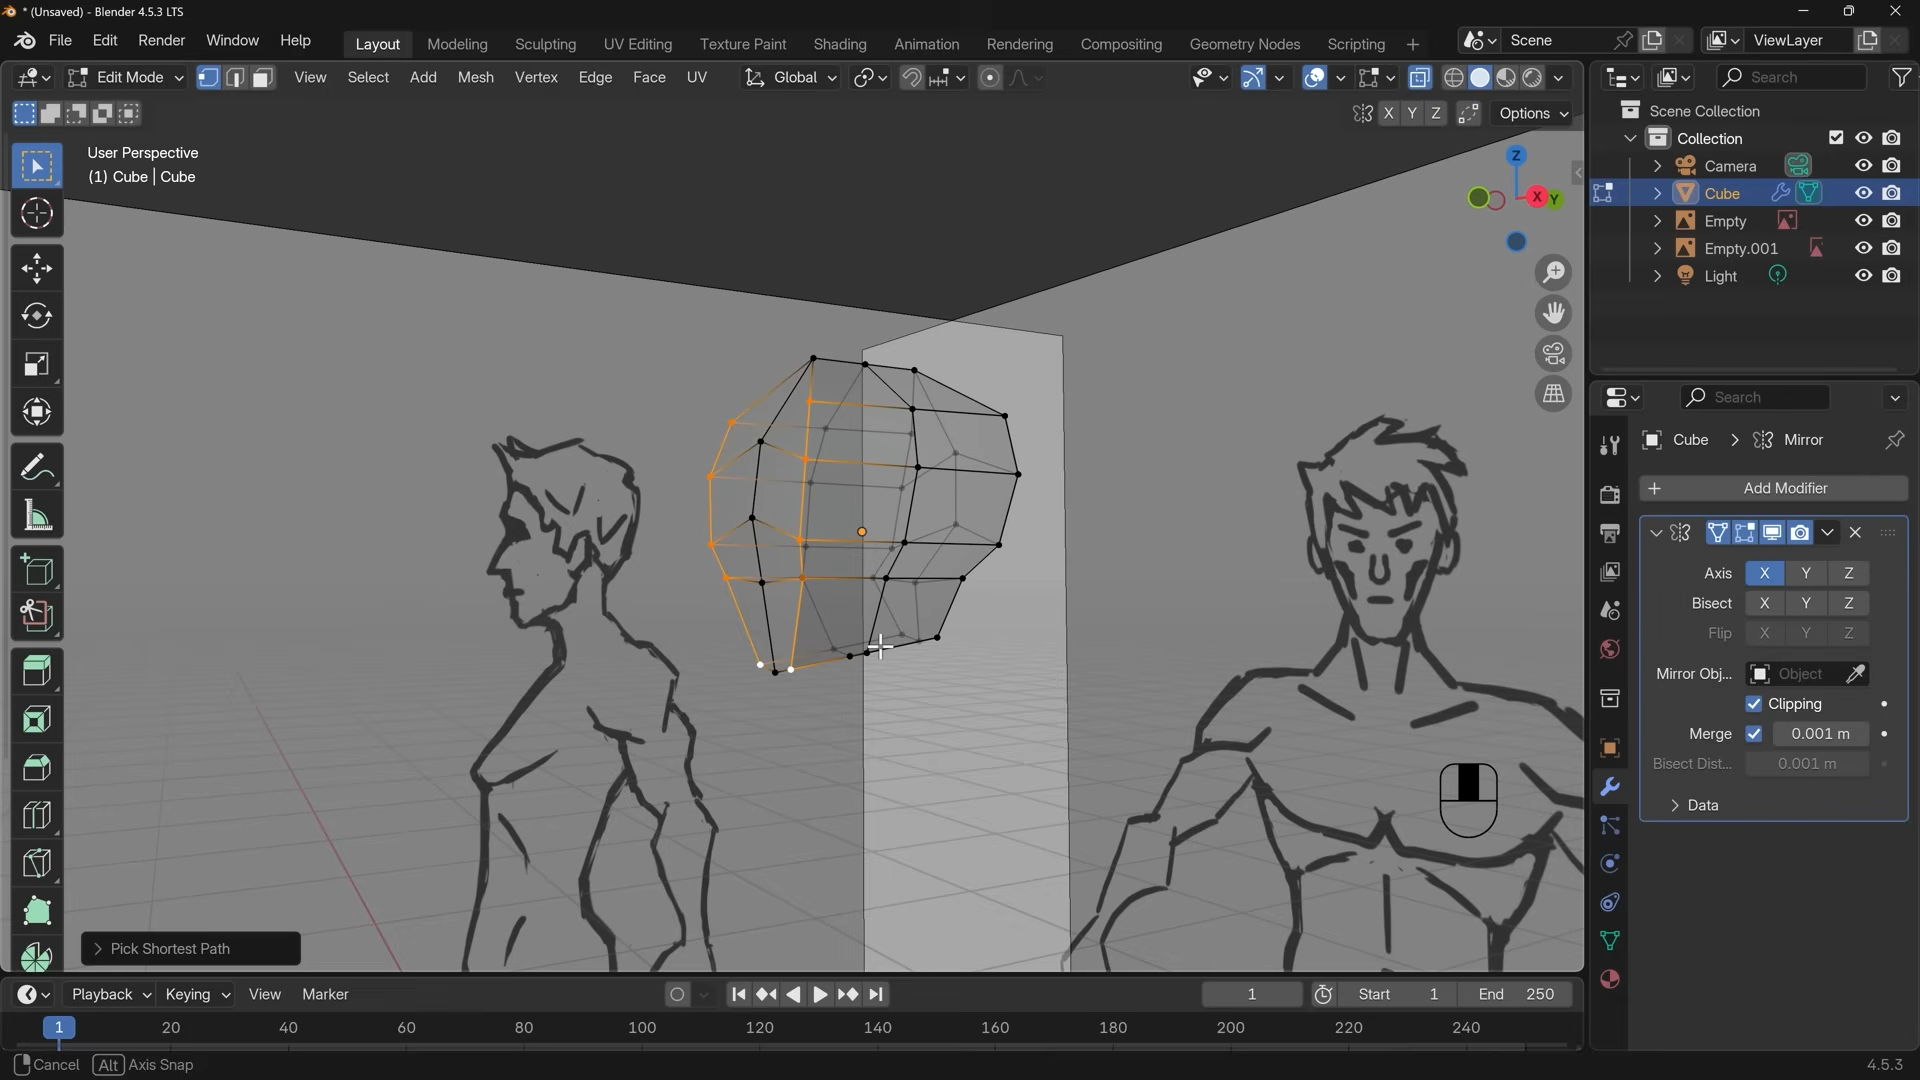 * (Unsaved) - Blender 4.5.3 LTS
File Edit Render Window Help
Layout Modeling Sculpting UV Editing Texture Paint Shading Animation Rendering Compositing Geometry Nodes Scripting +
Scene
ViewLayer
Edit Mode View Select Add Mesh Vertex Edge Face UV Global
Search
X Y Z Options
User Perspective
(1) Cube | Cube
Z
X
Y
Scene Collection
Collection
Camera
Cube
Empty
Empty.001
Light
Search
Cube > Mirror
+ Add Modifier
Axis X Y Z
Bisect X Y Z
Flip X Y Z
Mirror Obj... Object
Clipping
Merge 0.001 m
Bisect Dist... 0.001 m
Data
Pick Shortest Path
Playback Keying View Marker
1 Start 1 End 250
1 20 40 60 80 100 120 140 160 180 200 220 240
Cancel Alt Axis Snap
4.5.3